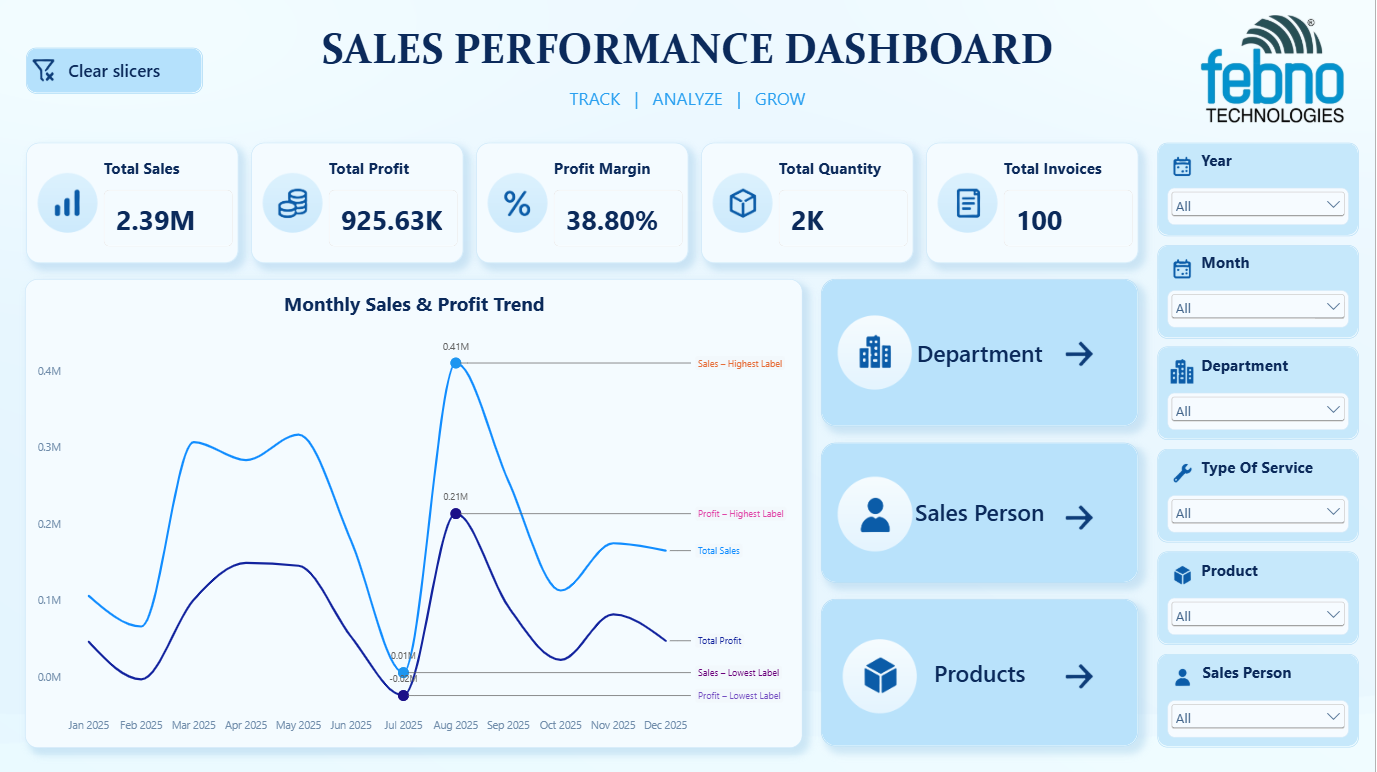 SALES PERFORMANCE DASHBOARD
Clear slicers
TRACK | ANALYZE | GROW
febno®
TECHNOLOGIES
Total Sales
2.39M
Total Profit
925.63K
Profit Margin
38.80%
Total Quantity
2K
Total Invoices
100
Monthly Sales & Profit Trend
0.4M
0.3M
0.2M
0.1M
0.0M
0.41M
0.21M
0.01M
-0.02M
Sales – Highest Label
Profit – Highest Label
Total Sales
Total Profit
Sales – Lowest Label
Profit – Lowest Label
Jan 2025 Feb 2025 Mar 2025 Apr 2025 May 2025 Jun 2025 Jul 2025 Aug 2025 Sep 2025 Oct 2025 Nov 2025 Dec 2025
Department
Sales Person
Products
Year
All
Month
All
Department
All
Type Of Service
All
Product
All
Sales Person
All